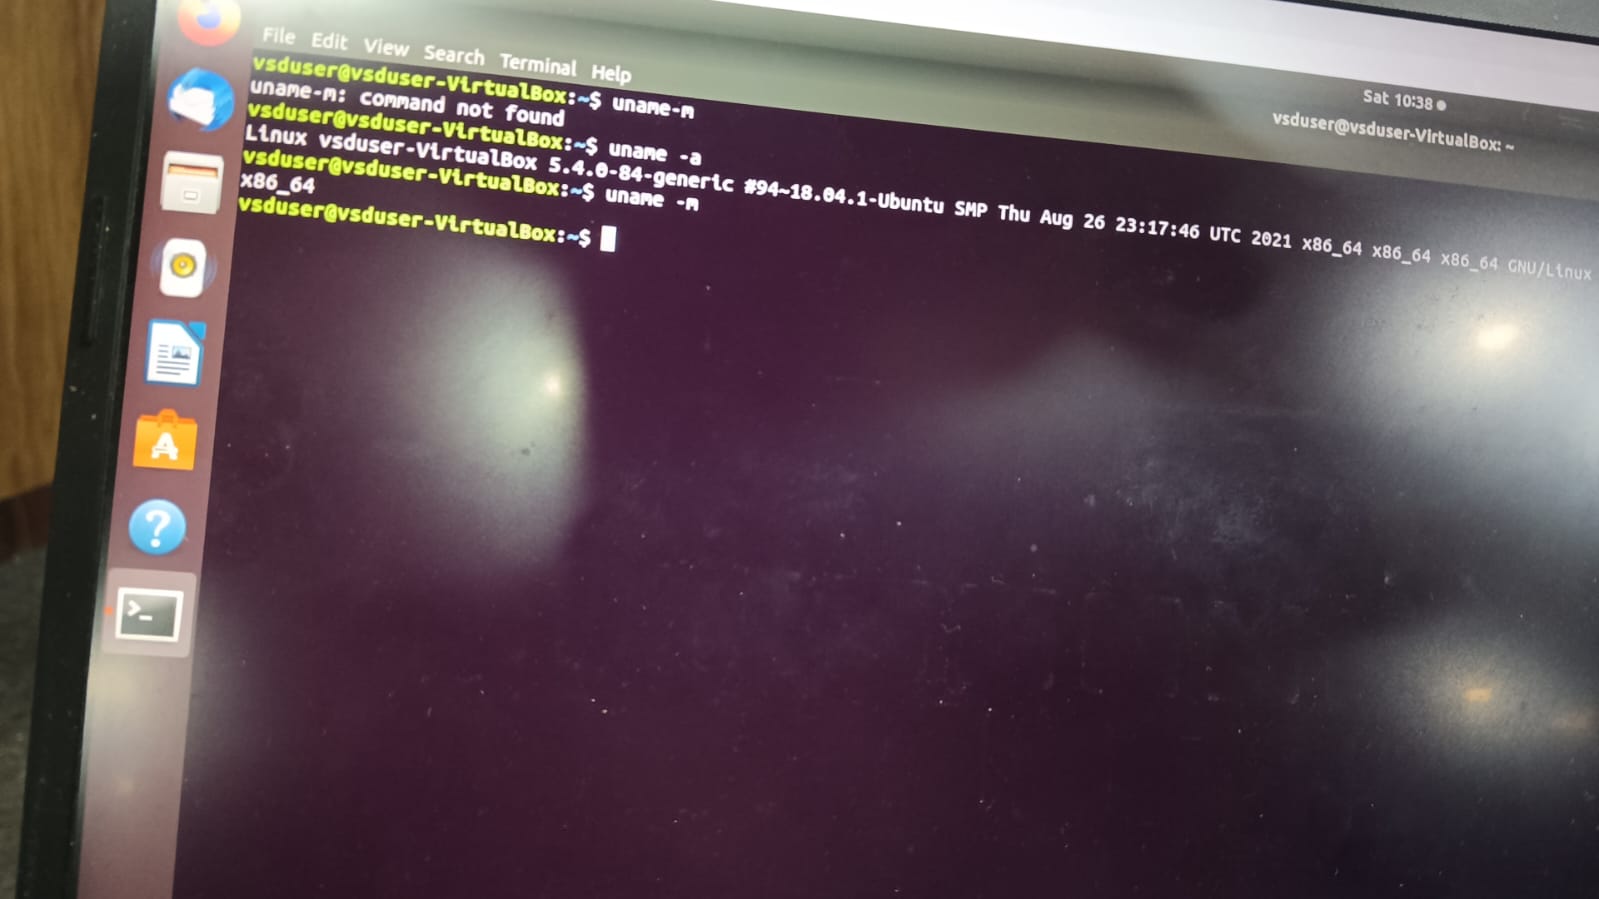 File Edit View Search Terminal Help
Sat 10:38
vsduser@vsduser-VirtualBox: ~
vsduser@vsduser-VirtualBox:~$ uname-m
uname-m: command not found
vsduser@vsduser-VirtualBox:~$ uname -a
Linux vsduser-VirtualBox 5.4.0-84-generic #94~18.04.1-Ubuntu SMP Thu Aug 26 23:17:46 UTC 2021 x86_64 x86_64 x86_64 GNU/Linux
vsduser@vsduser-VirtualBox:~$ uname -m
x86_64
vsduser@vsduser-VirtualBox:~$